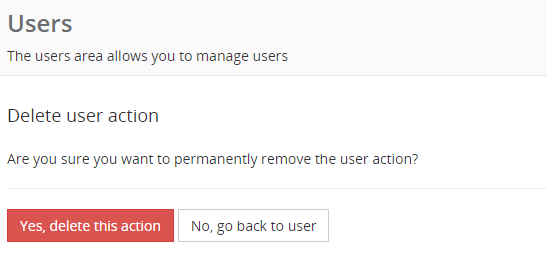 Users
The users area allows you to manage users
Delete user action
Are you sure you want to permanently remove the user action?
Yes, delete this action
No, go back to user